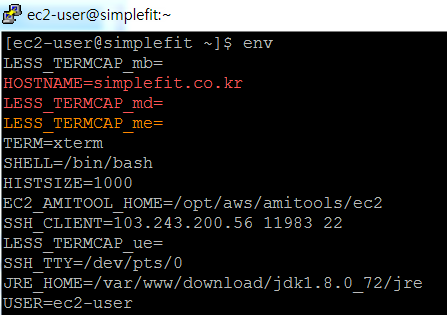 ec2-user@simplefit:~
[ec2-user@simplefit ~]$ env
LESS_TERMCAP_mb=
HOSTNAME=simplefit.co.kr
LESS_TERMCAP_md=
LESS_TERMCAP_me=
TERM=xterm
SHELL=/bin/bash
HISTSIZE=1000
EC2_AMITOOL_HOME=/opt/aws/amitools/ec2
SSH_CLIENT=103.243.200.56 11983 22
LESS_TERMCAP_ue=
SSH_TTY=/dev/pts/0
JRE_HOME=/var/www/download/jdk1.8.0_72/jre
USER=ec2-user